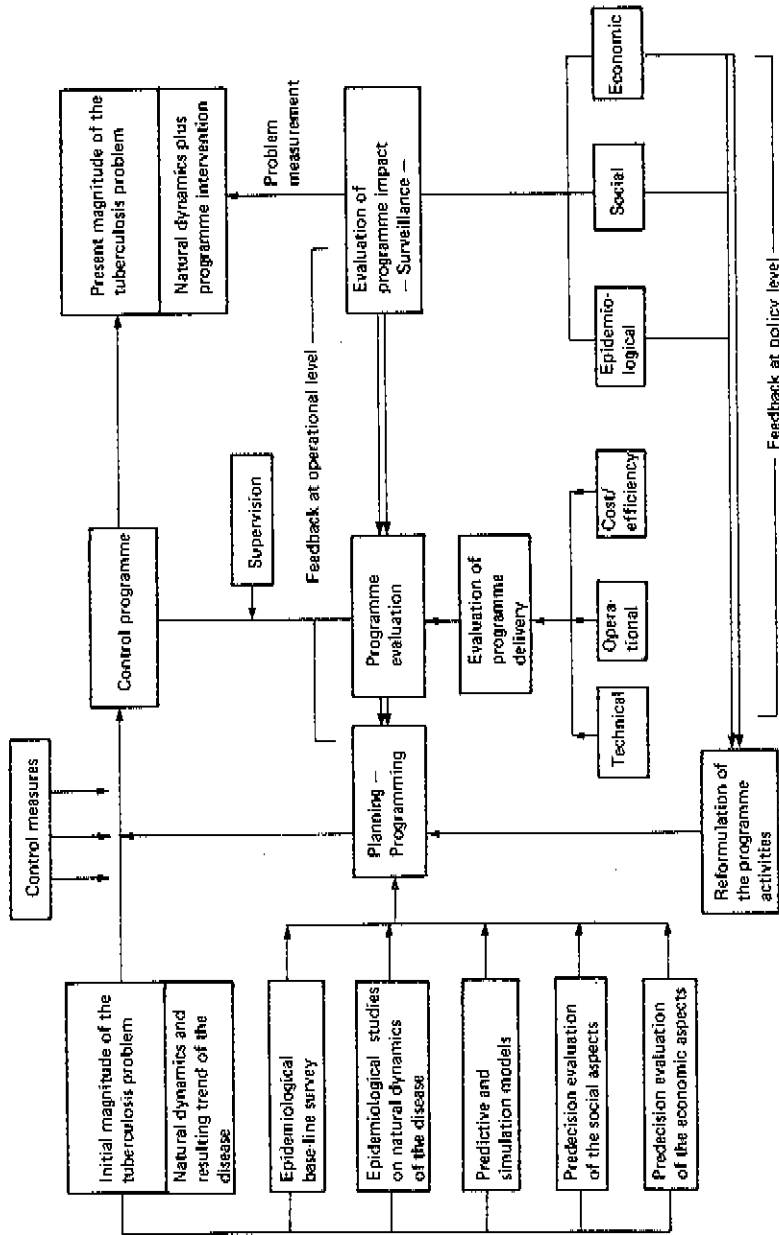 Control measures
Initial magnitude of the
tuberculosis problem
Natural dynamics and
resulting trend of the
disease
Control programme
Present magnitude of the
tuberculosis problem
Natural dynamics plus
programme intervention
Supervision
Problem
measurement
Feedback at operational level
Epidemiological
base-line survey
Epidemiological studies
on natural dynamics
of the disease
Predictive and
simulation models
Predecision evaluation
of the social aspects
Predecision evaluation
of the economic aspects
Planning –
Programming
Programme
evaluation
Evaluation of
programme impact
– Surveillance –
Evaluation of
programme
delivery
Technical
Opera-
tional
Cost/
efficiency
Epidemio-
logical
Social
Economic
Reformulation of
the programme
activities
Feedback at policy level